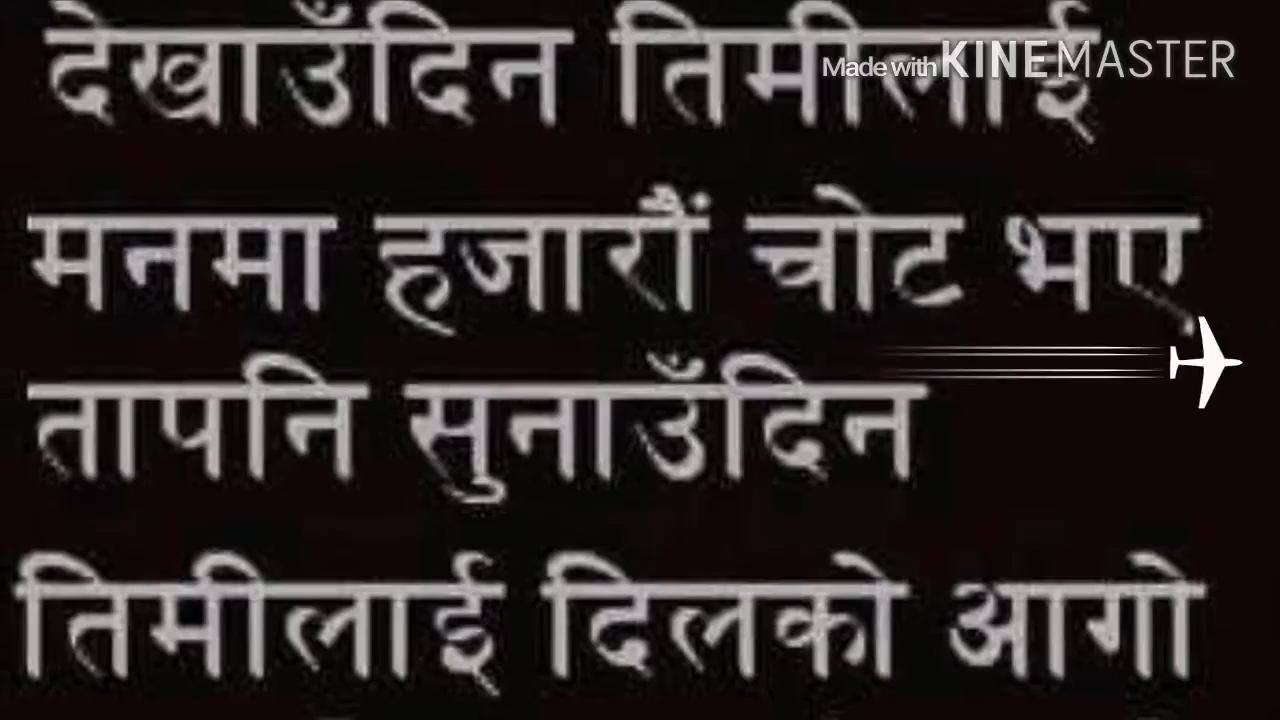 देखाउँदिन तिमीलाई
Made with KINEMASTER
मनमा हजारौं चोट भए
तापनि सुनाउँदिन
तिमीलाई दिलको आगो